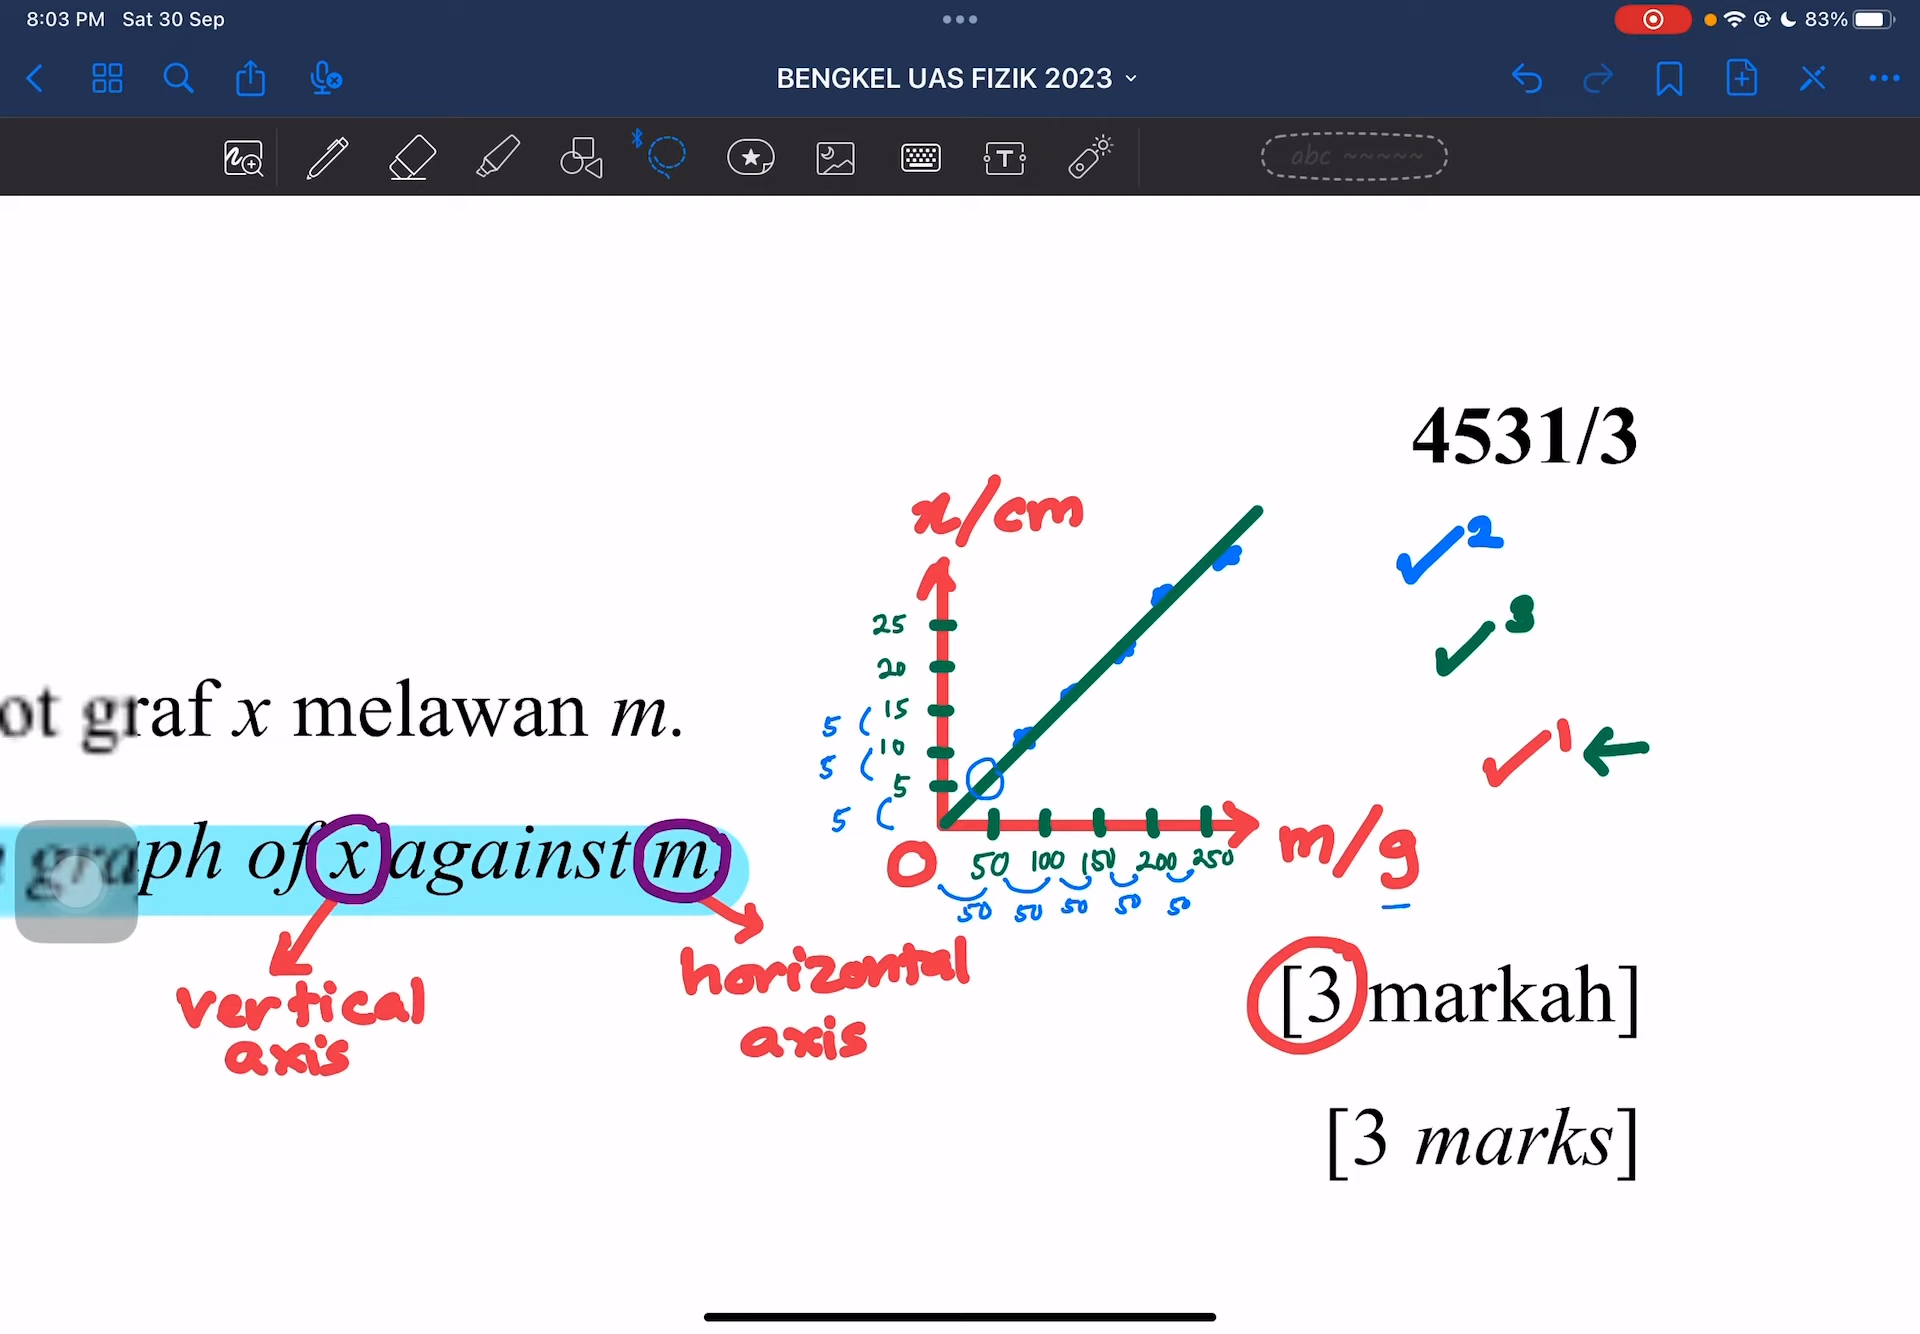 8:03 PM Sat 30 Sep
83%
BENGKEL UAS FIZIK 2023
T
abc
4531/3
x/cm
2
3
1
25
20
15
10
5
5
5
5
ot graf x melawan m.
graph of x against m.
O
50 100 150 200 250
50 50 50 50 50
m/g
vertical
axis
horizontal
axis
[3 markah]
[3 marks]